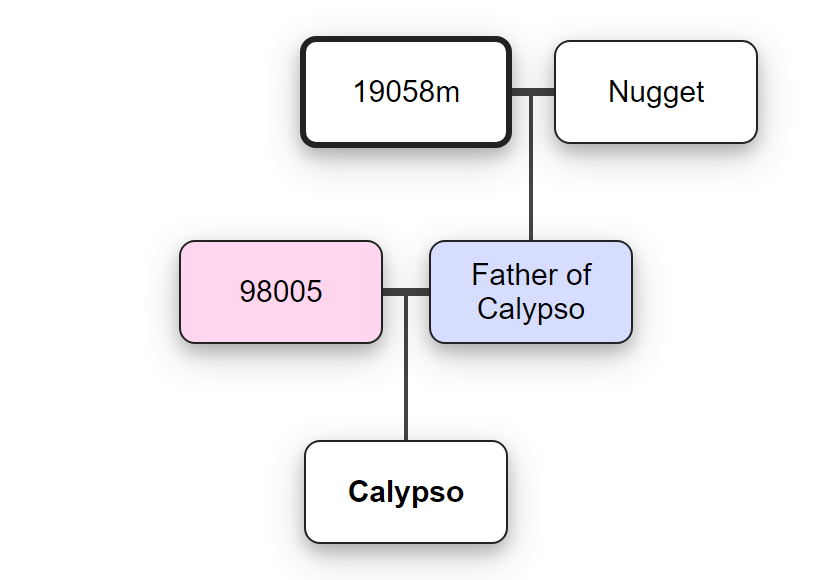 19058m
Nugget
98005
Father of
Calypso
Calypso